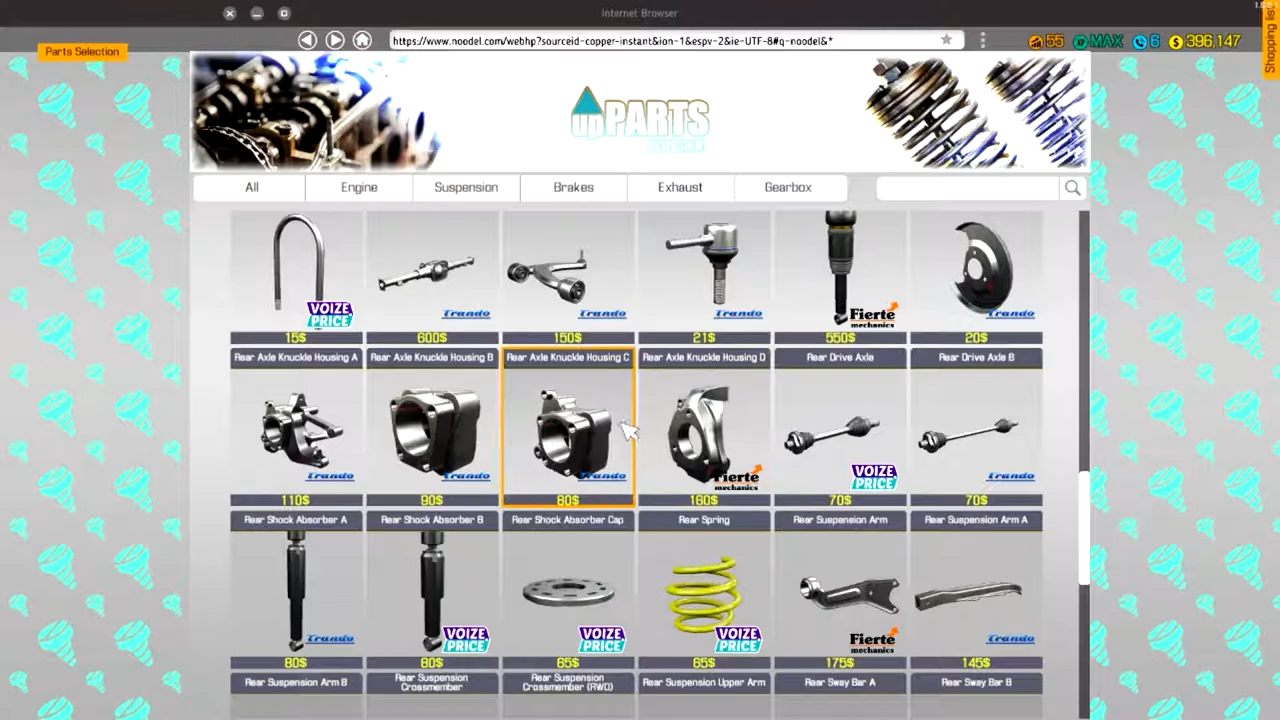 Internet Browser
1.6.0.1
Parts Selection
https://www.noodel.com/webhp?sourceid-copper-instant&ion-1&espv-2&ie-UTF-8#q-noodel&*
55 XP MAX 6 $ 396,147
Shopping list
upPARTS
All Engine Suspension Brakes Exhaust Gearbox
VOIZE PRICE Trando Trando Trando Fierte mechanics Trando
15$ 600$ 150$ 21$ 550$ 20$
Rear Axle Knuckle Housing A Rear Axle Knuckle Housing B Rear Axle Knuckle Housing C Rear Axle Knuckle Housing D Rear Drive Axle Rear Drive Axle B
Trando Trando Trando Fierte mechanics VOIZE PRICE Trando
110$ 90$ 80$ 160$ 70$ 70$
Rear Shock Absorber A Rear Shock Absorber B Rear Shock Absorber Cap Rear Spring Rear Suspension Arm Rear Suspension Arm A
Trando VOIZE PRICE VOIZE PRICE VOIZE PRICE Fierte mechanics Trando
80$ 80$ 65$ 65$ 175$ 145$
Rear Suspension Arm B Rear Suspension Crossmember Rear Suspension Crossmember (RWD) Rear Suspension Upper Arm Rear Sway Bar A Rear Sway Bar B